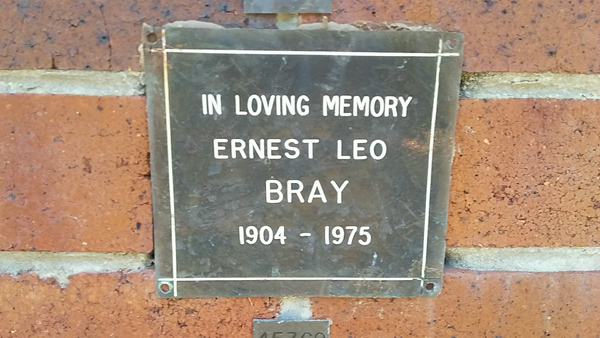 IN LOVING MEMORY
ERNEST LEO
BRAY
1904 - 1975